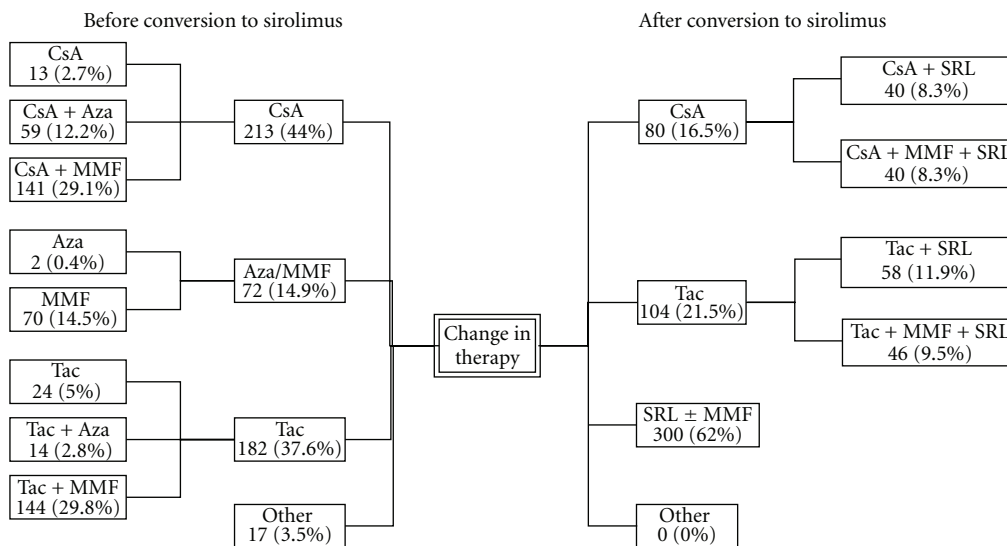 Before conversion to sirolimus
After conversion to sirolimus
CsA
13 (2.7%)
CsA + Aza
59 (12.2%)
CsA + MMF
141 (29.1%)
CsA
213 (44%)
Aza
2 (0.4%)
MMF
70 (14.5%)
Aza/MMF
72 (14.9%)
Tac
24 (5%)
Tac + Aza
14 (2.8%)
Tac + MMF
144 (29.8%)
Tac
182 (37.6%)
Other
17 (3.5%)
Change in
therapy
CsA
80 (16.5%)
CsA + SRL
40 (8.3%)
CsA + MMF + SRL
40 (8.3%)
Tac
104 (21.5%)
Tac + SRL
58 (11.9%)
Tac + MMF + SRL
46 (9.5%)
SRL ± MMF
300 (62%)
Other
0 (0%)